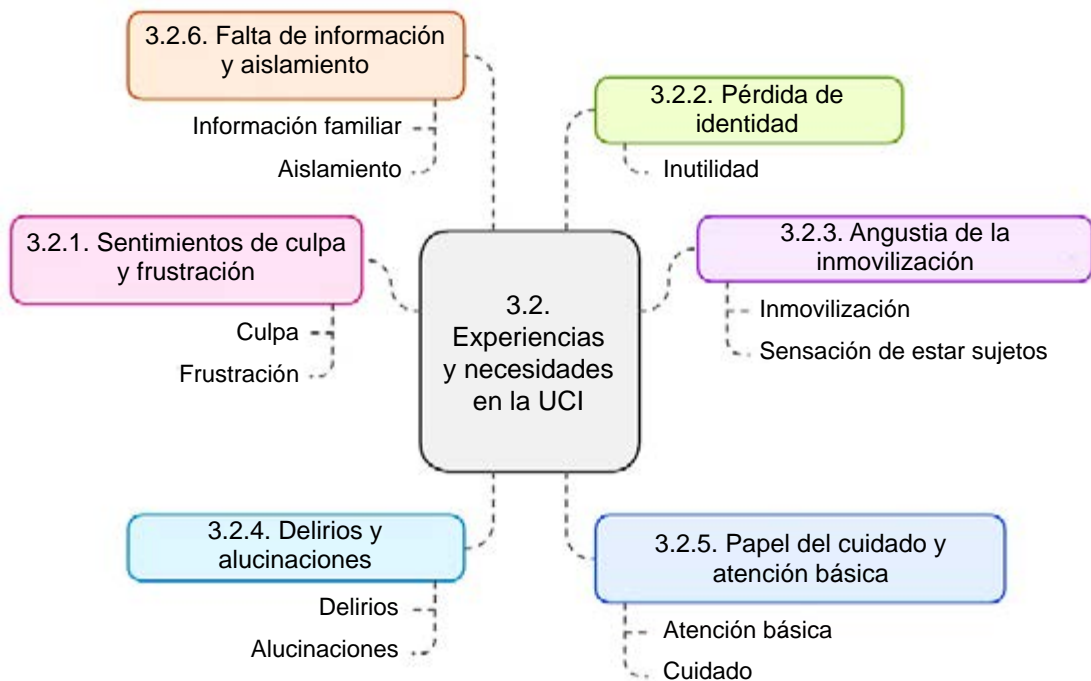 3.2.6. Falta de información
y aislamiento
Información familiar
Aislamiento
3.2.2. Pérdida de
identidad
Inutilidad
3.2.1. Sentimientos de culpa
y frustración
Culpa
Frustración
3.2.
Experiencias
y necesidades
en la UCI
3.2.3. Angustia de la
inmovilización
Inmovilización
Sensación de estar sujetos
3.2.4. Delirios y
alucinaciones
Delirios
Alucinaciones
3.2.5. Papel del cuidado y
atención básica
Atención básica
Cuidado